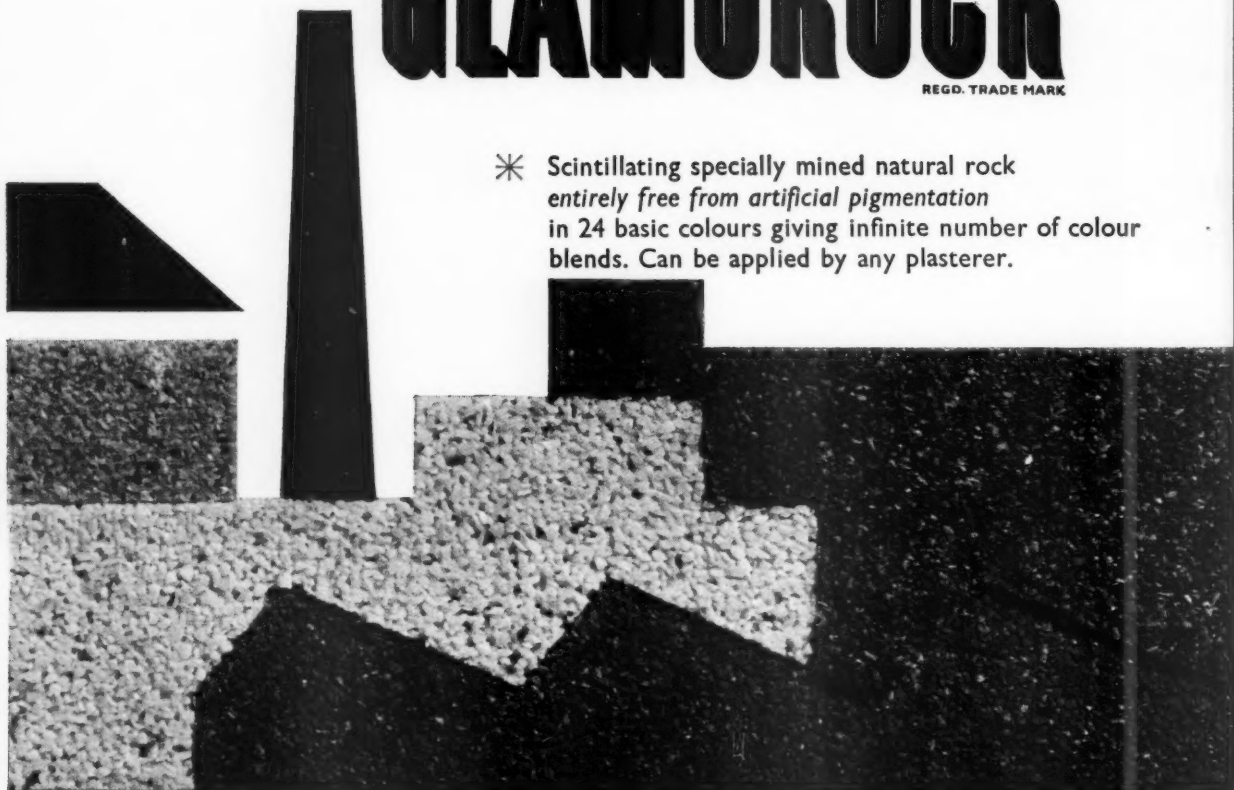 GLAMOROCK
REGD. TRADE MARK
✳ Scintillating specially mined natural rock
entirely free from artificial pigmentation
in 24 basic colours giving infinite number of colour
blends. Can be applied by any plasterer.